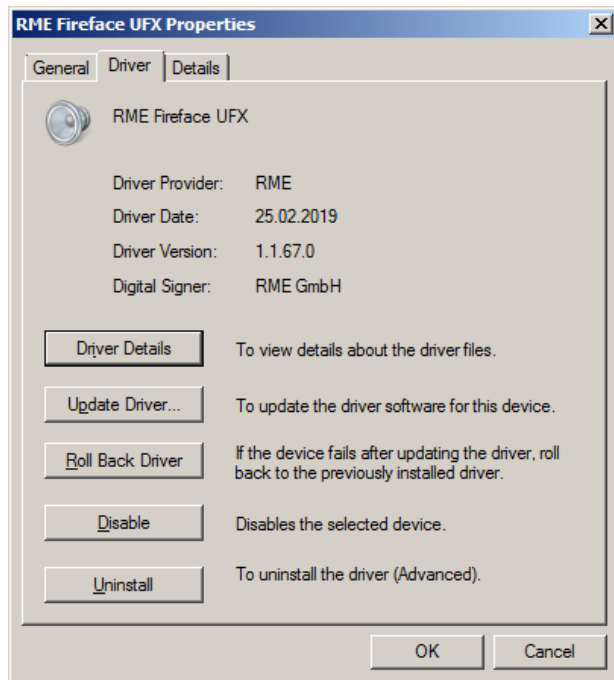 RME Fireface UFX Properties
General Driver Details
RME Fireface UFX
Driver Provider: RME
Driver Date: 25.02.2019
Driver Version: 1.1.67.0
Digital Signer: RME GmbH
Driver Details To view details about the driver files.
Update Driver... To update the driver software for this device.
Roll Back Driver If the device fails after updating the driver, roll
back to the previously installed driver.
Disable Disables the selected device.
Uninstall To uninstall the driver (Advanced).
OK Cancel